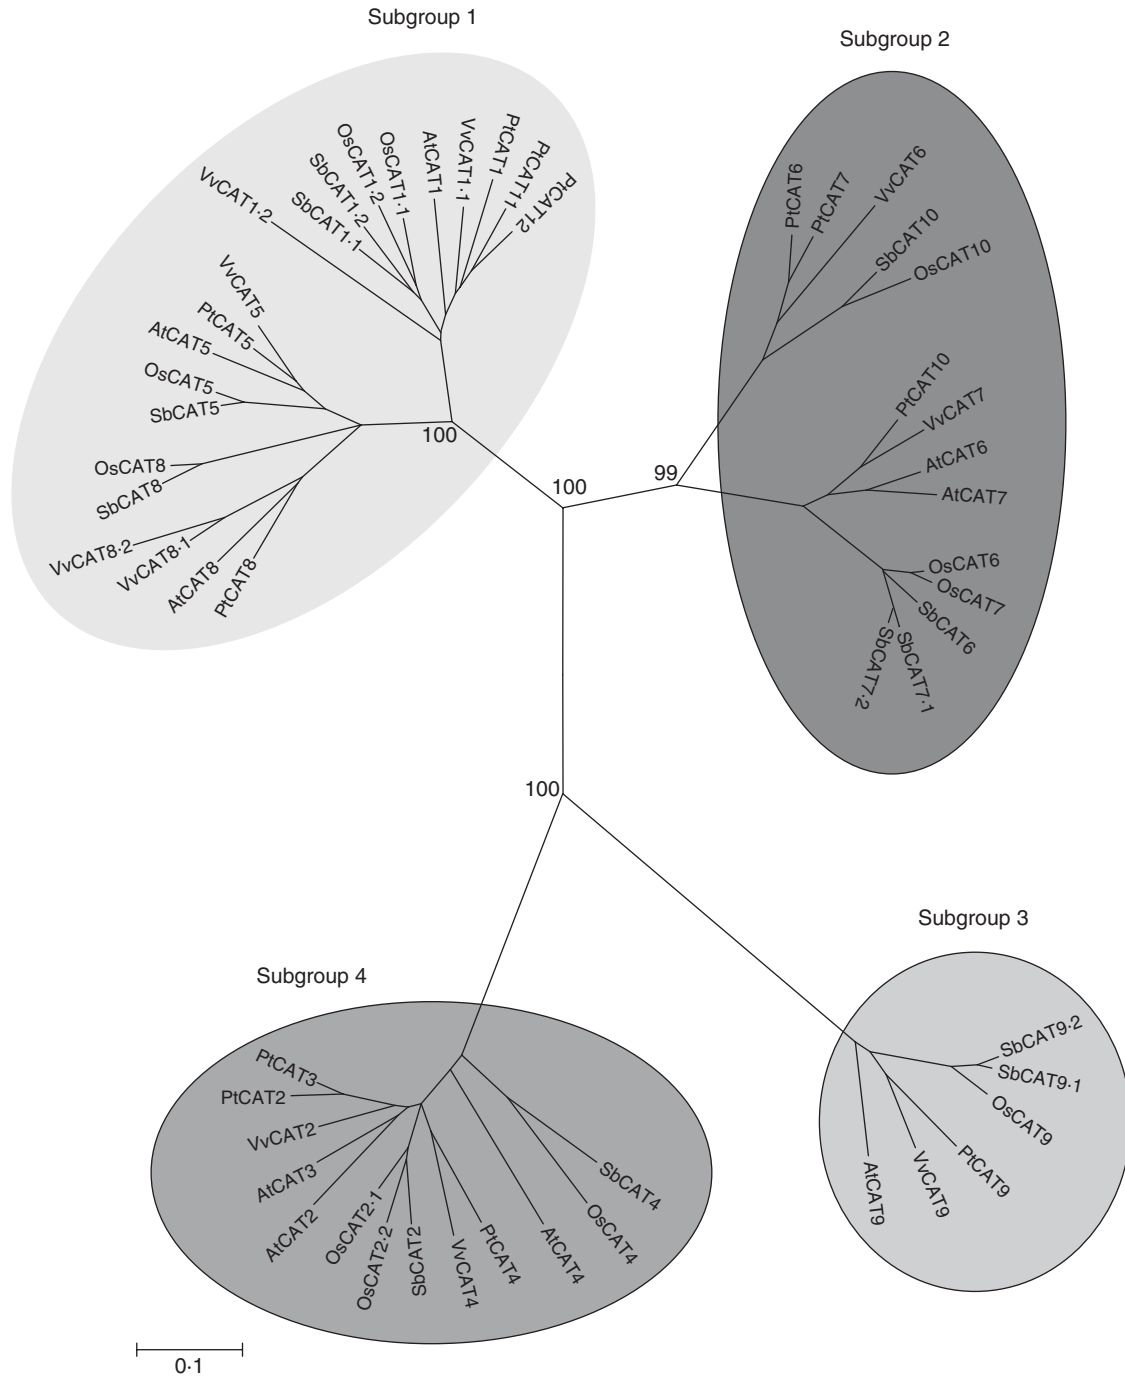 Subgroup 1
Subgroup 2
VvCAT1·2
SbCAT1·1
SbCAT1·2
OsCAT1·2
OsCAT1·1
AtCAT1
VvCAT1·1
PtCAT1
PtCAT11
PtCAT12
VvCAT5
PtCAT5
AtCAT5
OsCAT5
SbCAT5
OsCAT8
SbCAT8
VvCAT8·2
VvCAT8·1
AtCAT8
PtCAT8
100
100
99
PtCAT6
PtCAT7
VvCAT6
SbCAT10
OsCAT10
PtCAT10
VvCAT7
AtCAT6
AtCAT7
OsCAT6
OsCAT7
SbCAT6
SbCAT7·1
SbCAT7·2
100
Subgroup 3
SbCAT9·2
SbCAT9·1
OsCAT9
PtCAT9
VvCAT9
AtCAT9
Subgroup 4
PtCAT3
PtCAT2
VvCAT2
AtCAT3
AtCAT2
OsCAT2·1
OsCAT2·2
SbCAT2
VvCAT4
PtCAT4
AtCAT4
OsCAT4
SbCAT4
0·1